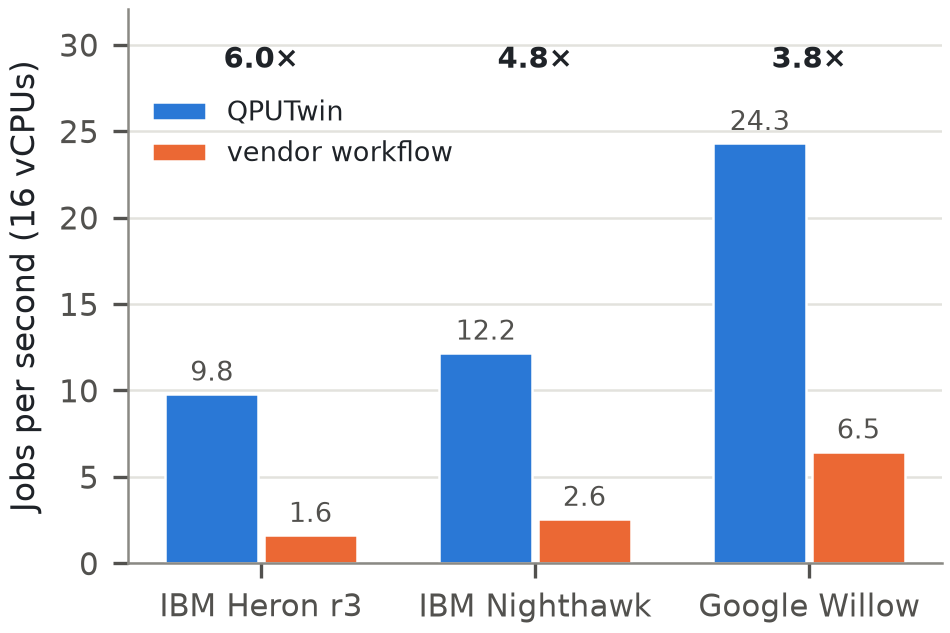 Jobs per second (16 vCPUs)
30
25
20
15
10
5
0
6.0×
4.8×
3.8×
QPUTwin
vendor workflow
9.8
1.6
12.2
2.6
24.3
6.5
IBM Heron r3
IBM Nighthawk
Google Willow